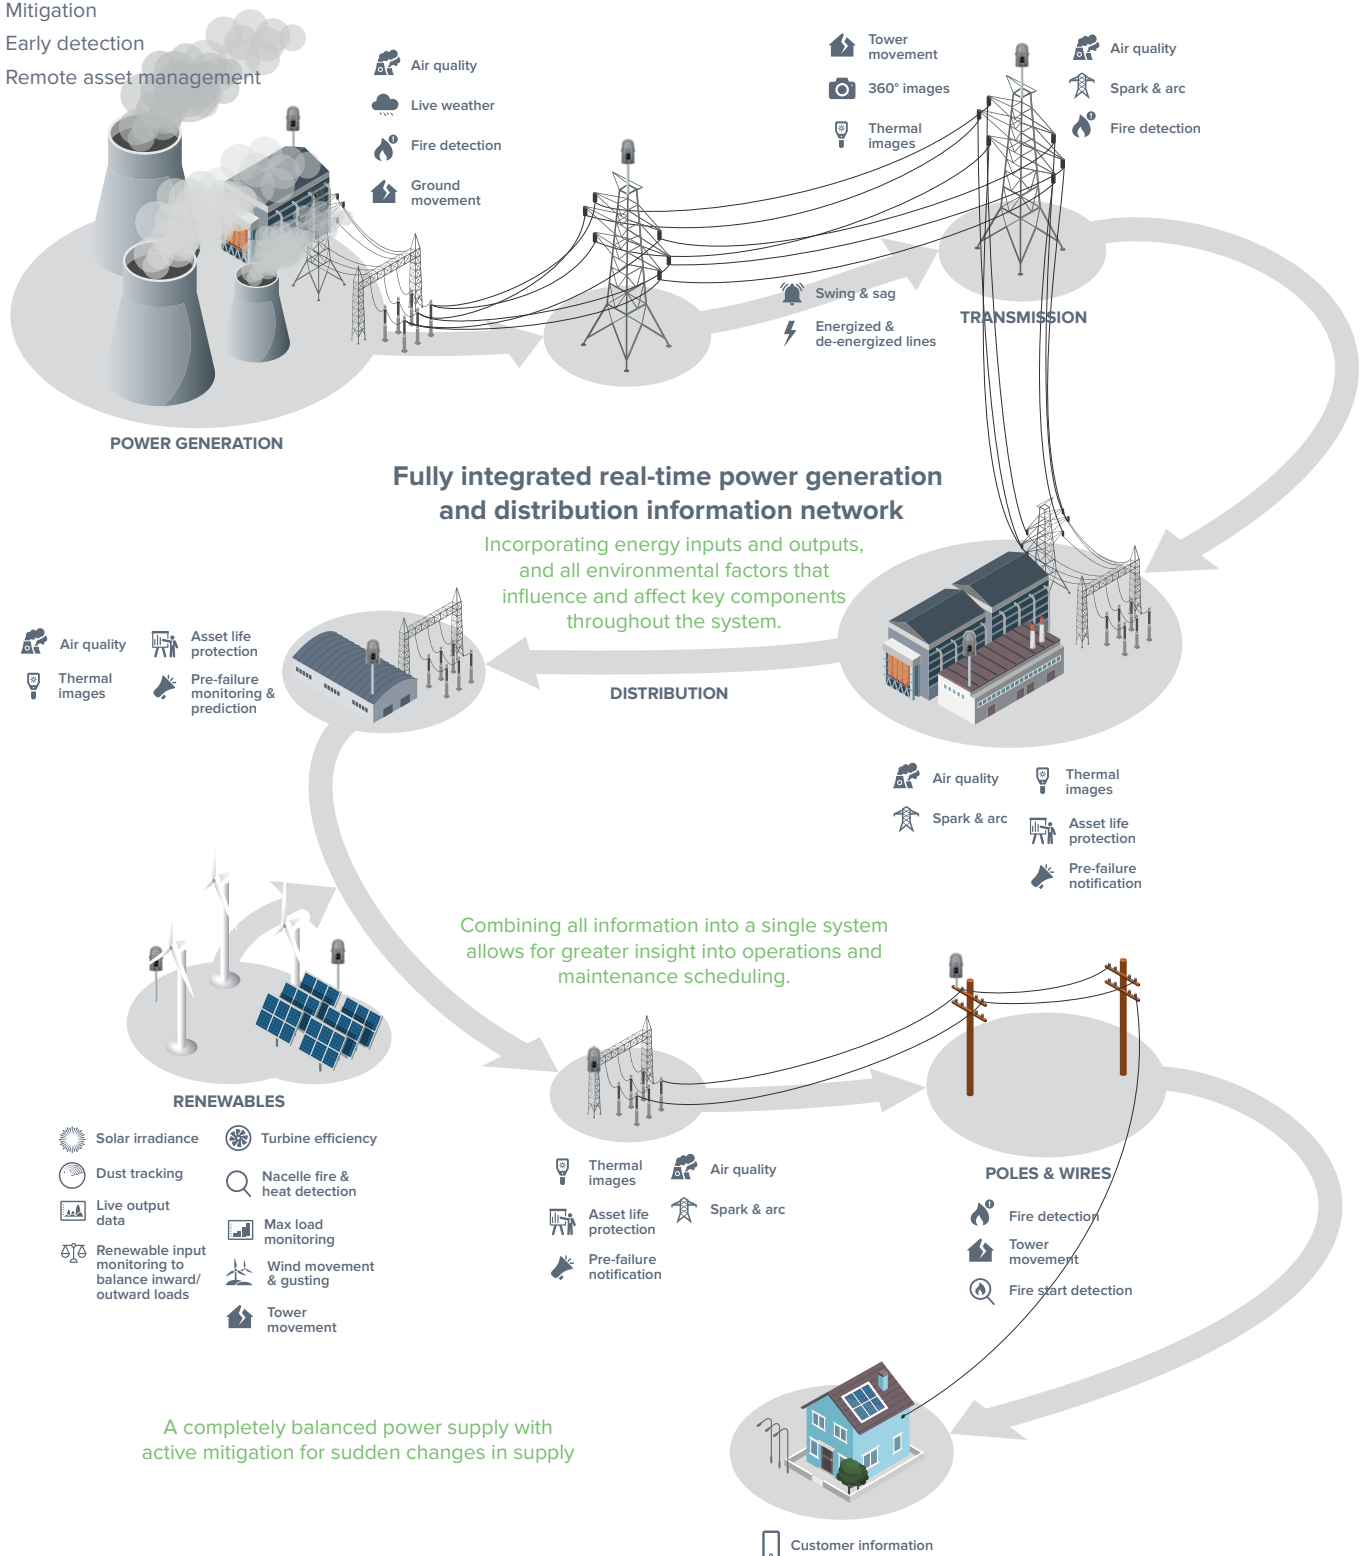 Mitigation
Early detection
Remote asset management
Air quality
Live weather
Fire detection
Ground
movement
Tower
movement
360° images
Thermal
images
Air quality
Spark & arc
Fire detection
Swing & sag
Energized &
de-energized lines
TRANSMISSION
POWER GENERATION
Fully integrated real-time power generation
and distribution information network
Incorporating energy inputs and outputs,
and all environmental factors that
influence and affect key components
throughout the system.
Air quality
Thermal
images
Asset life
protection
Pre-failure
monitoring &
prediction
DISTRIBUTION
Air quality
Spark & arc
Thermal
images
Asset life
protection
Pre-failure
notification
Combining all information into a single system
allows for greater insight into operations and
maintenance scheduling.
RENEWABLES
Solar irradiance
Dust tracking
Live output
data
Renewable input
monitoring to
balance inward/
outward loads
Turbine efficiency
Nacelle fire &
heat detection
Max load
monitoring
Wind movement
& gusting
Tower
movement
Thermal
images
Asset life
protection
Pre-failure
notification
Air quality
Spark & arc
POLES & WIRES
Fire detection
Tower
movement
Fire start detection
A completely balanced power supply with
active mitigation for sudden changes in supply
Customer information